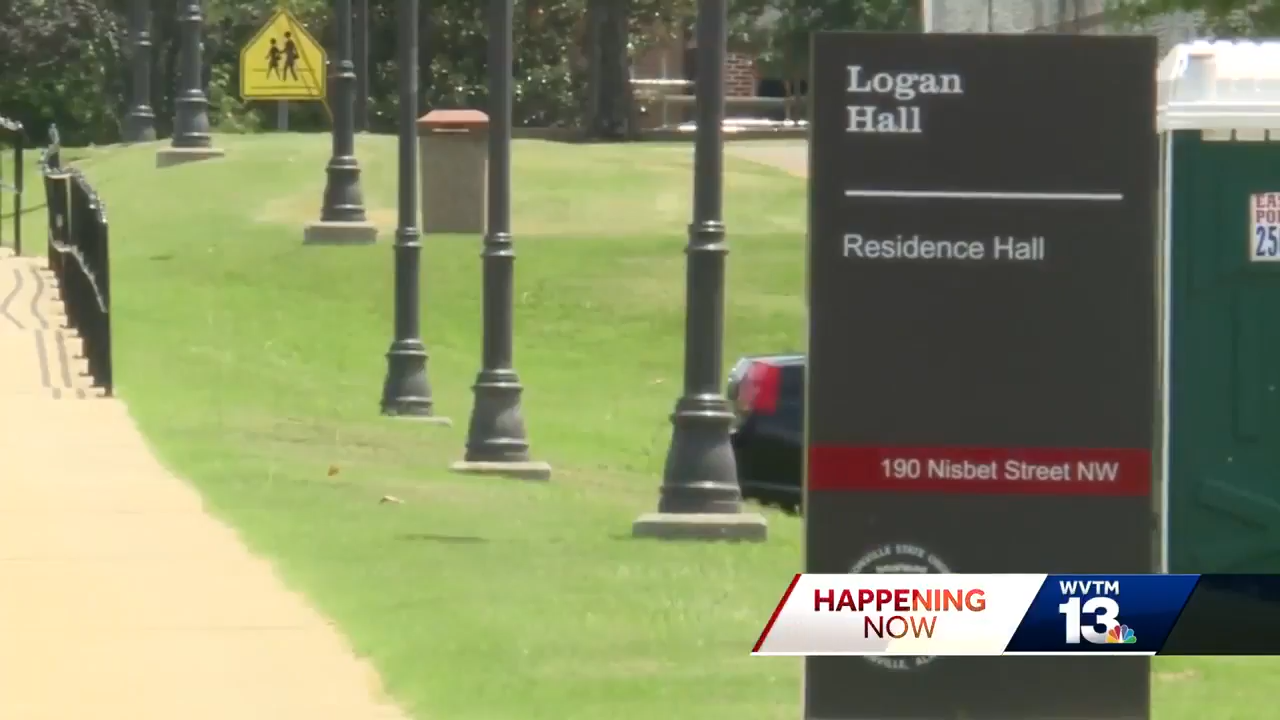 Logan
Hall
Residence Hall
190 Nisbet Street NW
HAPPENING
NOW
WVTM
13